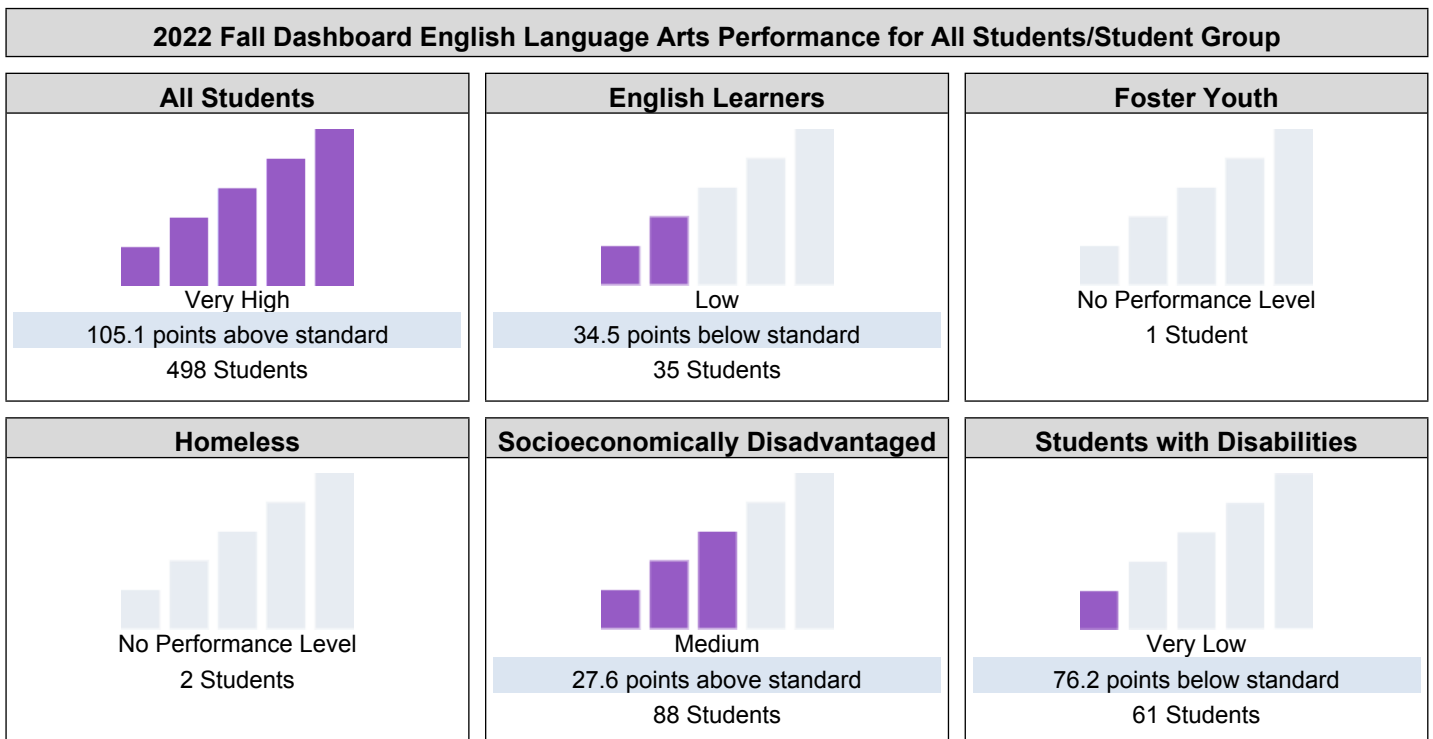 2022 Fall Dashboard English Language Arts Performance for All Students/Student Group
All Students
Very High
105.1 points above standard
498 Students
English Learners
Low
34.5 points below standard
35 Students
Foster Youth
No Performance Level
1 Student
Homeless
No Performance Level
2 Students
Socioeconomically Disadvantaged
Medium
27.6 points above standard
88 Students
Students with Disabilities
Very Low
76.2 points below standard
61 Students